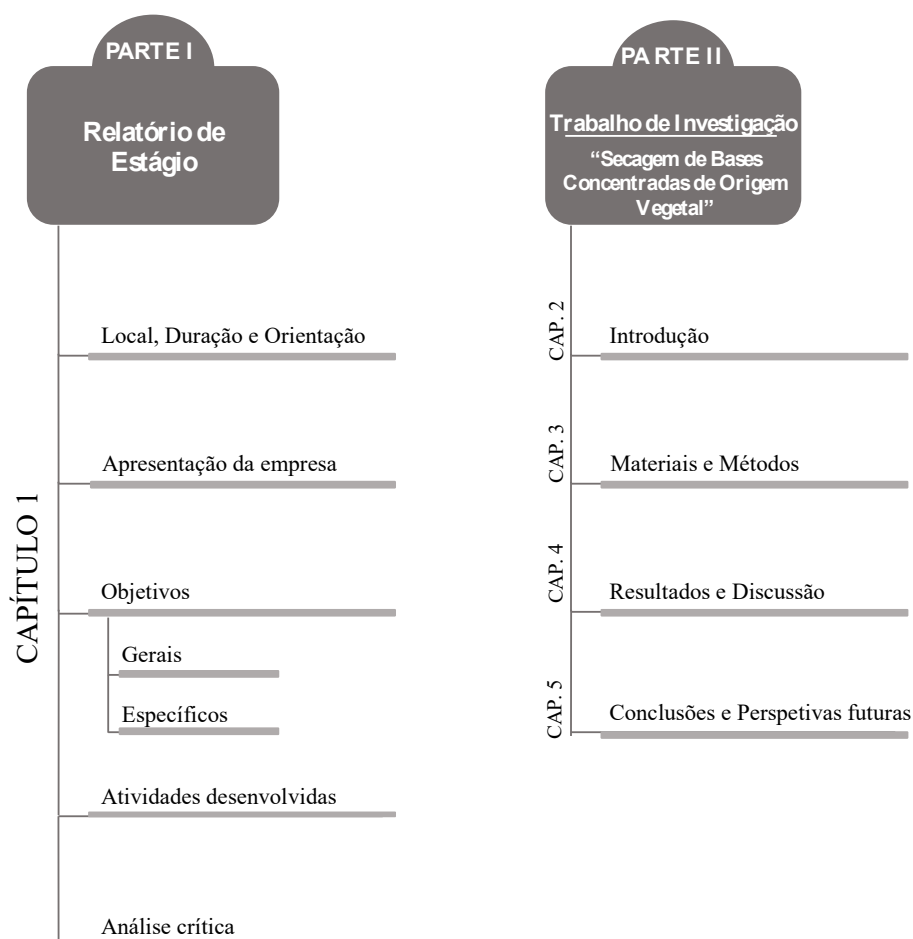 PARTE I
Relatório de
Estágio
CAPÍTULO 1
Local, Duração e Orientação
Apresentação da empresa
Objetivos
Gerais
Específicos
Atividades desenvolvidas
Análise crítica
PARTE II
Trabalho de Investigação
“Secagem de Bases
Concentradas de Origem
Vegetal”
CAP. 2
Introdução
CAP. 3
Materiais e Métodos
CAP. 4
Resultados e Discussão
CAP. 5
Conclusões e Perspetivas futuras